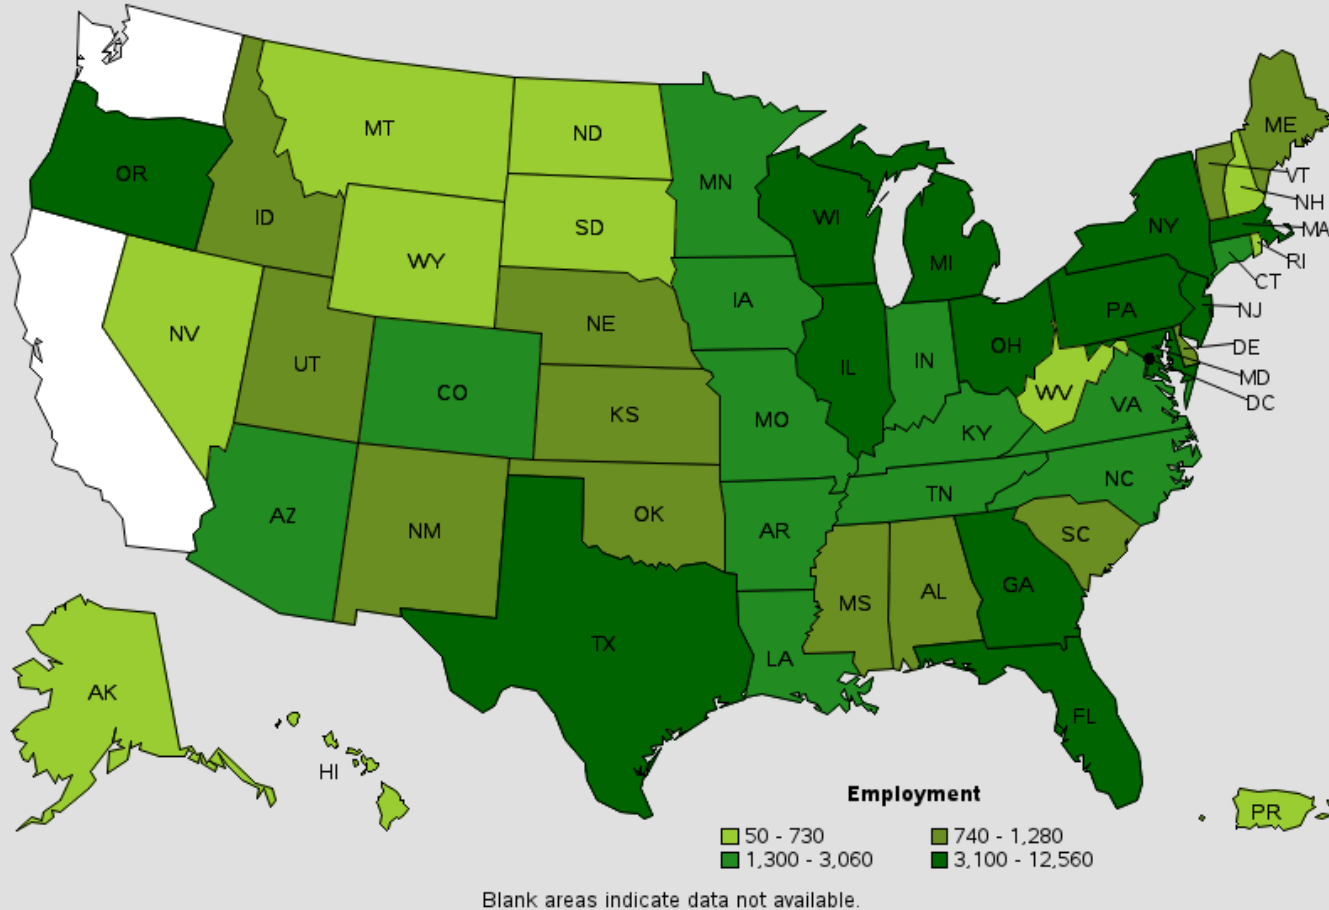 MT
ND
ME
OR
MN
VT
ID
WI
NH
SD
NY
MA
WY
MI
RI
CT
IA
PA
NJ
NE
NV
OH
DE
UT
IL
IN
MD
CO
WV
DC
VA
KS
MO
KY
NC
TN
AZ
OK
AR
NM
SC
GA
AL
MS
TX
LA
AK
FL
HI
Employment
PR
50 - 730 740 - 1,280
1,300 - 3,060 3,100 - 12,560
Blank areas indicate data not available.